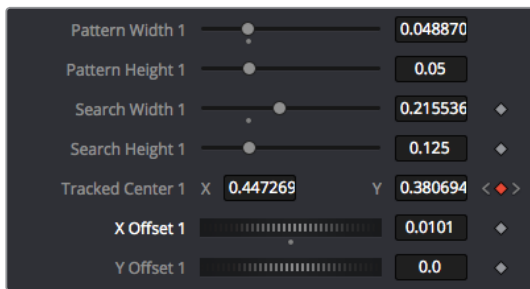 Pattern Width 1 0.048870
Pattern Height 1 0.05
Search Width 1 0.215536
Search Height 1 0.125
Tracked Center 1 X 0.447269 Y 0.380694
X Offset 1 0.0101
Y Offset 1 0.0